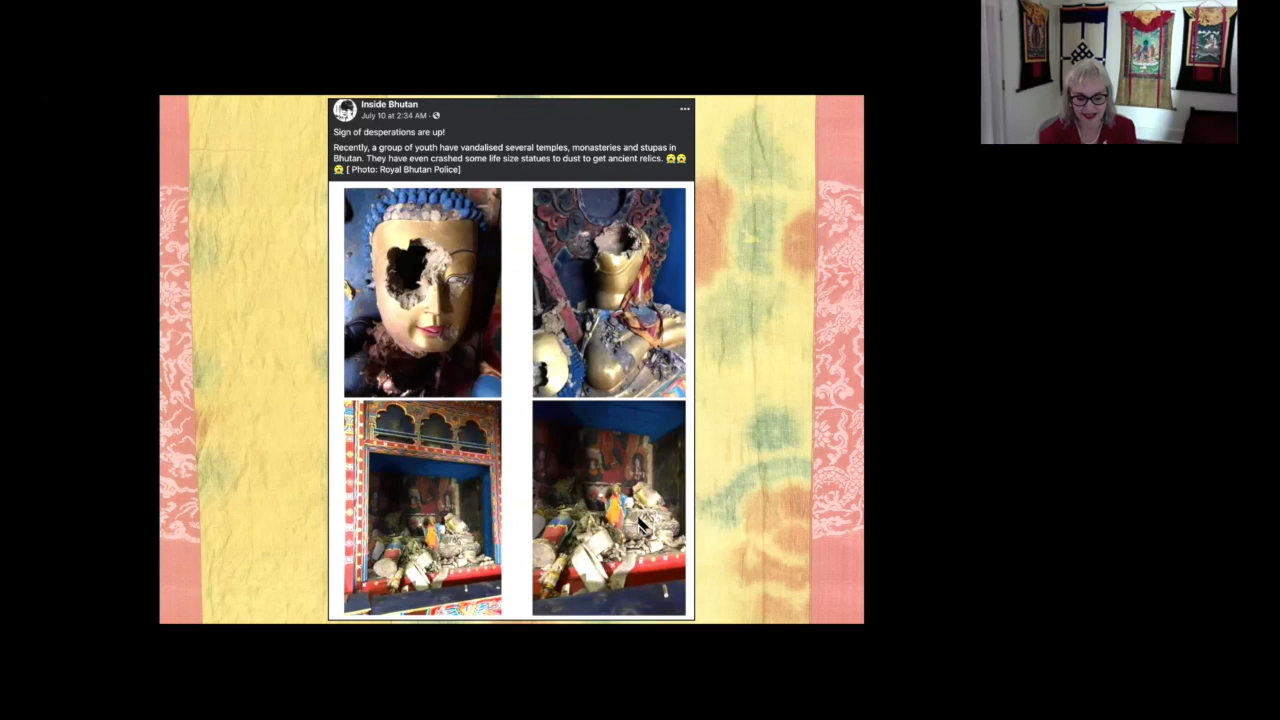 Inside Bhutan
July 10 at 2:34 AM ·
Sign of desperations are up!
Recently, a group of youth have vandalised several temples, monasteries and stupas in
Bhutan. They have even crashed some life size statues to dust to get ancient relics. 😭😭
😭 [ Photo: Royal Bhutan Police]